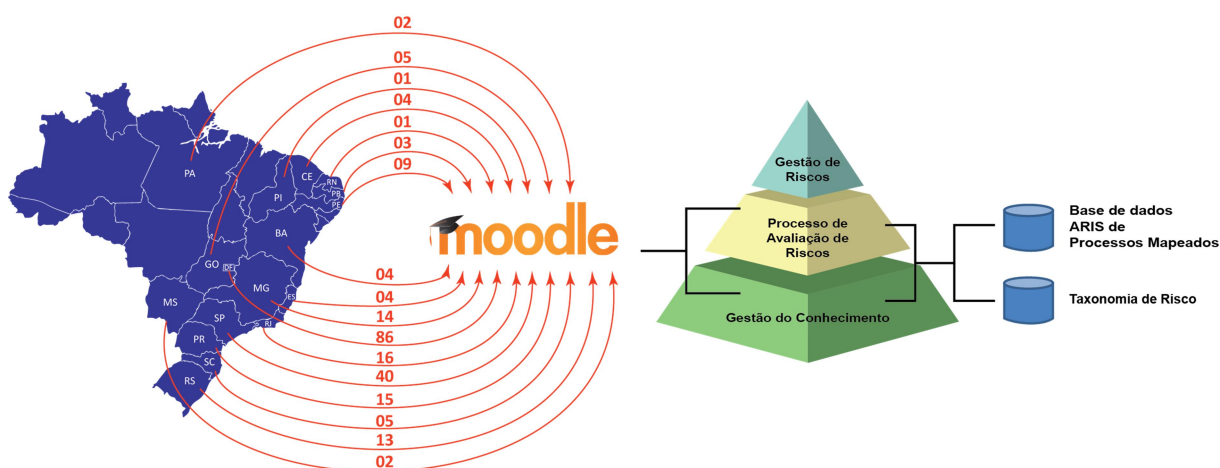 02
05
01
04
01
03
09
PA
CE
RN
PI
PB
PE
BA
GO
DF
MG
ES
MS
SP
RJ
PR
SC
RS
moodle
04
04
14
86
16
40
15
05
13
02
Gestão de
Riscos
Processo de
Avaliação de
Riscos
Gestão do Conhecimento
Base de dados
ARIS de
Processos Mapeados
Taxonomia de Risco